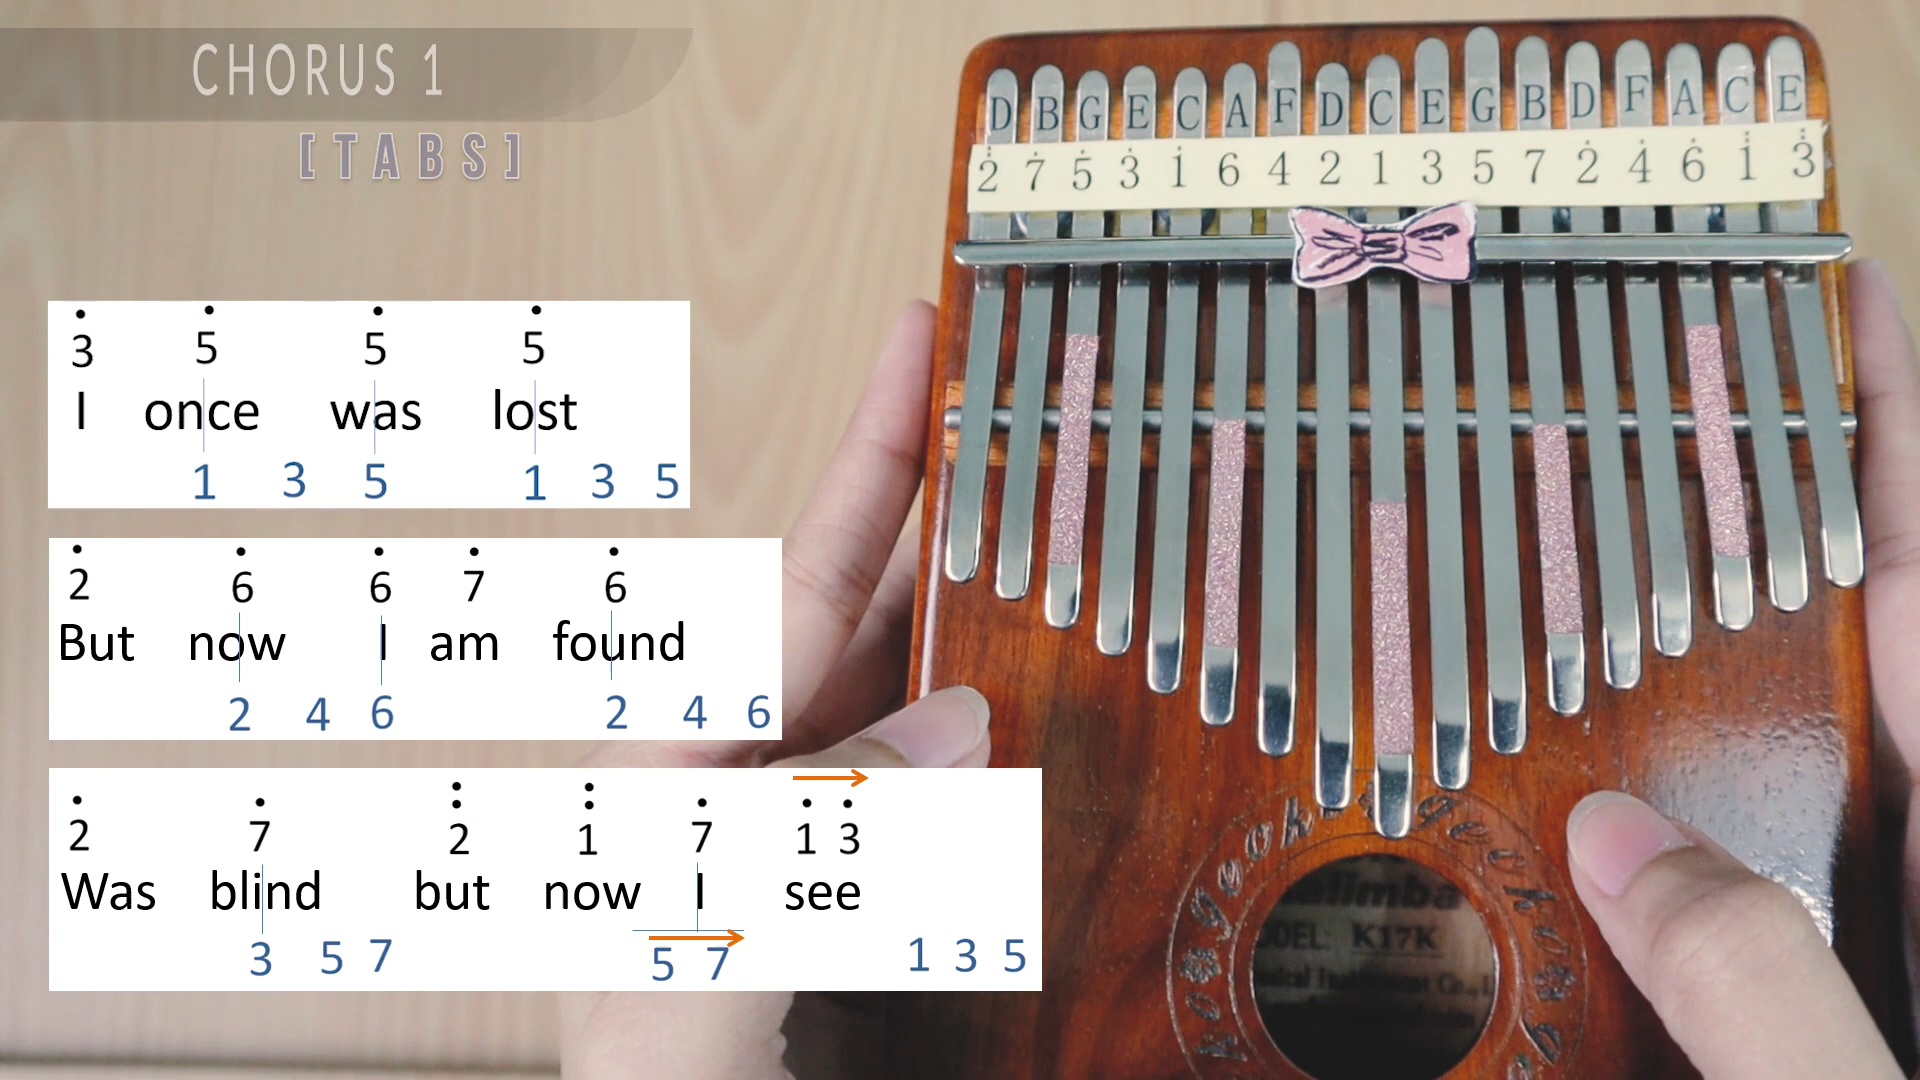 CHORUS 1
[TABS]
3̇ 5̇ 5̇ 5̇
I once was lost
1 3 5 1 3 5
2̇ 6̇ 6̇ 7̇ 6̇
But now I am found
2 4 6 2 4 6
2̇ 7̇ 2̈ 1̈ 7̇ 1̇ 3̇
Was blind but now I see
3 5 7 5 7 1 3 5
D B G E C A F D C E G B D F A C E
2̈ 7̇ 5̇ 3̇ 1̇ 6 4 2 1 3 5 7 2̇ 4̇ 6̇ 1̈ 3̈
K17K